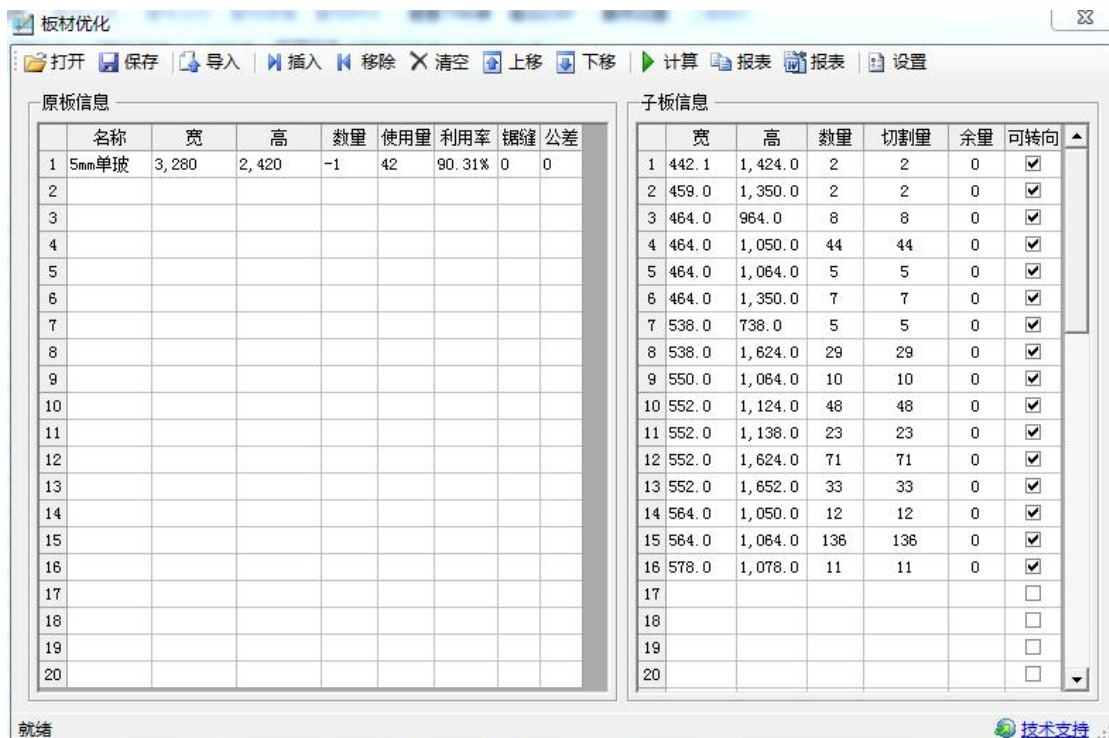 板材优化
打开 保存 导入 插入 移除 清空 上移 下移 计算 报表 报表 设置
原板信息
名称 宽 高 数量 使用量 利用率 锯缝 公差
1 5mm单玻 3,280 2,420 -1 42 90.31% 0 0
2
3
4
5
6
7
8
9
10
11
12
13
14
15
16
17
18
19
20
子板信息
宽 高 数量 切割量 余量 可转向
1 442.1 1,424.0 2 2 0
2 459.0 1,350.0 2 2 0
3 464.0 964.0 8 8 0
4 464.0 1,050.0 44 44 0
5 464.0 1,064.0 5 5 0
6 464.0 1,350.0 7 7 0
7 538.0 738.0 5 5 0
8 538.0 1,624.0 29 29 0
9 550.0 1,064.0 10 10 0
10 552.0 1,124.0 48 48 0
11 552.0 1,138.0 23 23 0
12 552.0 1,624.0 71 71 0
13 552.0 1,652.0 33 33 0
14 564.0 1,050.0 12 12 0
15 564.0 1,064.0 136 136 0
16 578.0 1,078.0 11 11 0
17
18
19
20
就绪
技术支持